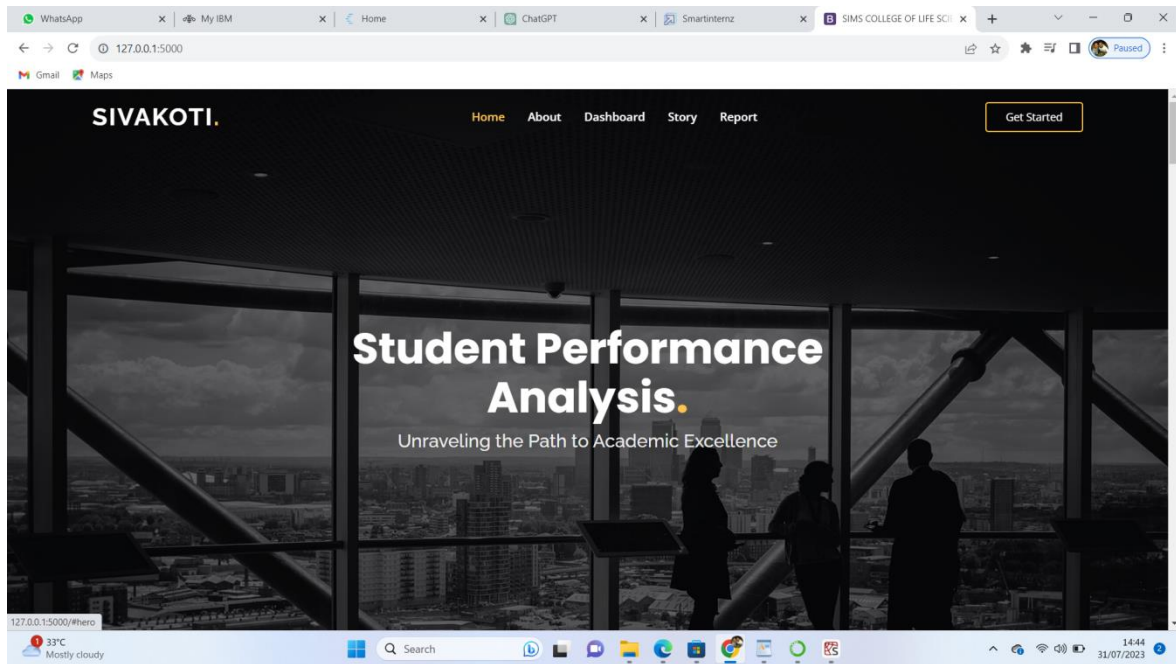 WhatsApp
My IBM
Home
ChatGPT
Smartinternz
SIMS COLLEGE OF LIFE SCI
127.0.0.1:5000
Paused
Gmail
Maps
SIVAKOTI.
Home
About
Dashboard
Story
Report
Get Started
Student Performance
Analysis.
Unraveling the Path to Academic Excellence
127.0.0.1:5000/#hero
1
33°C
Mostly cloudy
Search
14:44
31/07/2023
2